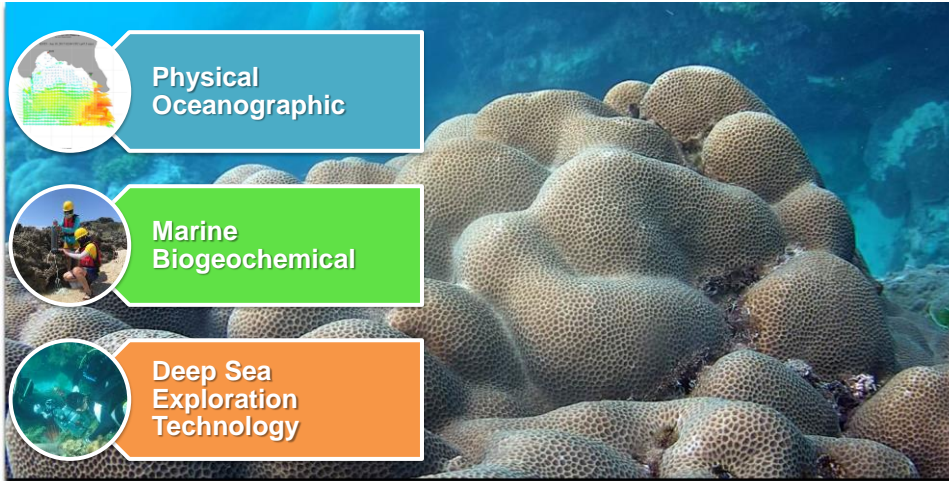 Physical
Oceanographic
Marine
Biogeochemical
Deep Sea
Exploration
Technology